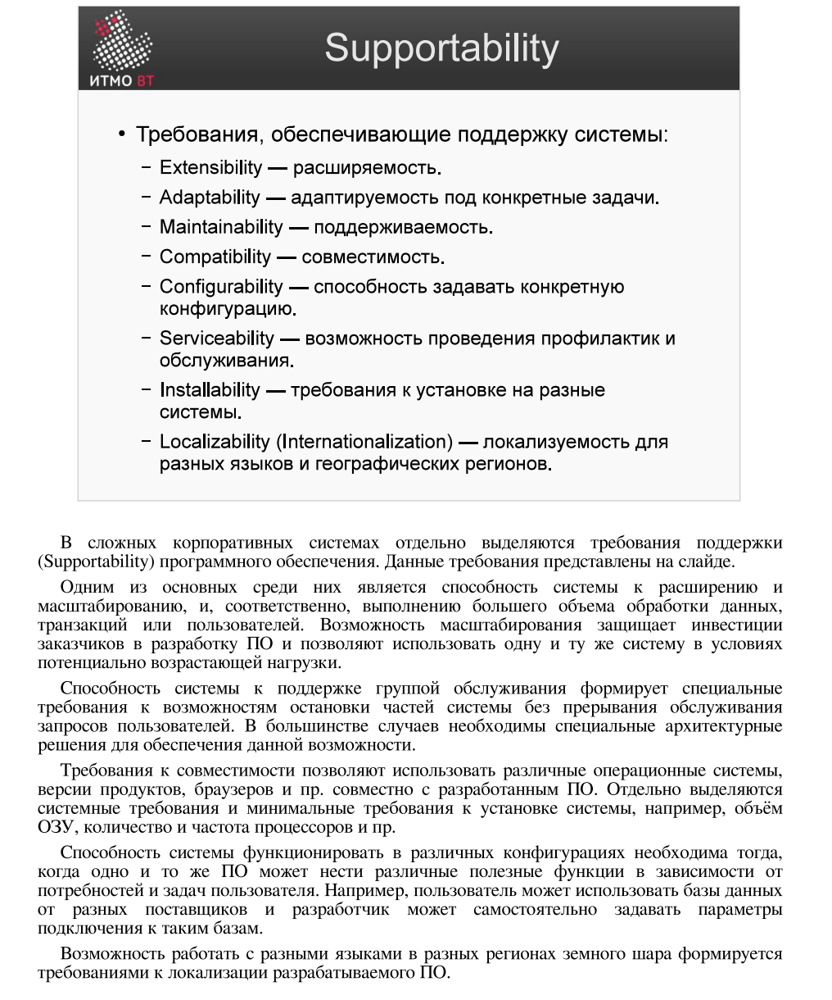 ИТМО ВТ
Supportability
• Требования, обеспечивающие поддержку системы:
– Extensibility — расширяемость.
– Adaptability — адаптируемость под конкретные задачи.
– Maintainability — поддерживаемость.
– Compatibility — совместимость.
– Configurability — способность задавать конкретную
конфигурацию.
– Serviceability — возможность проведения профилактик и
обслуживания.
– Installability — требования к установке на разные
системы.
– Localizability (Internationalization) — локализуемость для
разных языков и географических регионов.
В сложных корпоративных системах отдельно выделяются требования поддержки
(Supportability) программного обеспечения. Данные требования представлены на слайде.
Одним из основных среди них является способность системы к расширению и
масштабированию, и, соответственно, выполнению большего объема обработки данных,
транзакций или пользователей. Возможность масштабирования защищает инвестиции
заказчиков в разработку ПО и позволяют использовать одну и ту же систему в условиях
потенциально возрастающей нагрузки.
Способность системы к поддержке группой обслуживания формирует специальные
требования к возможностям остановки частей системы без прерывания обслуживания
запросов пользователей. В большинстве случаев необходимы специальные архитектурные
решения для обеспечения данной возможности.
Требования к совместимости позволяют использовать различные операционные системы,
версии продуктов, браузеров и пр. совместно с разработанным ПО. Отдельно выделяются
системные требования и минимальные требования к установке системы, например, объём
ОЗУ, количество и частота процессоров и пр.
Способность системы функционировать в различных конфигурациях необходима тогда,
когда одно и то же ПО может нести различные полезные функции в зависимости от
потребностей и задач пользователя. Например, пользователь может использовать базы данных
от разных поставщиков и разработчик может самостоятельно задавать параметры
подключения к таким базам.
Возможность работать с разными языками в разных регионах земного шара формируется
требованиями к локализации разрабатываемого ПО.